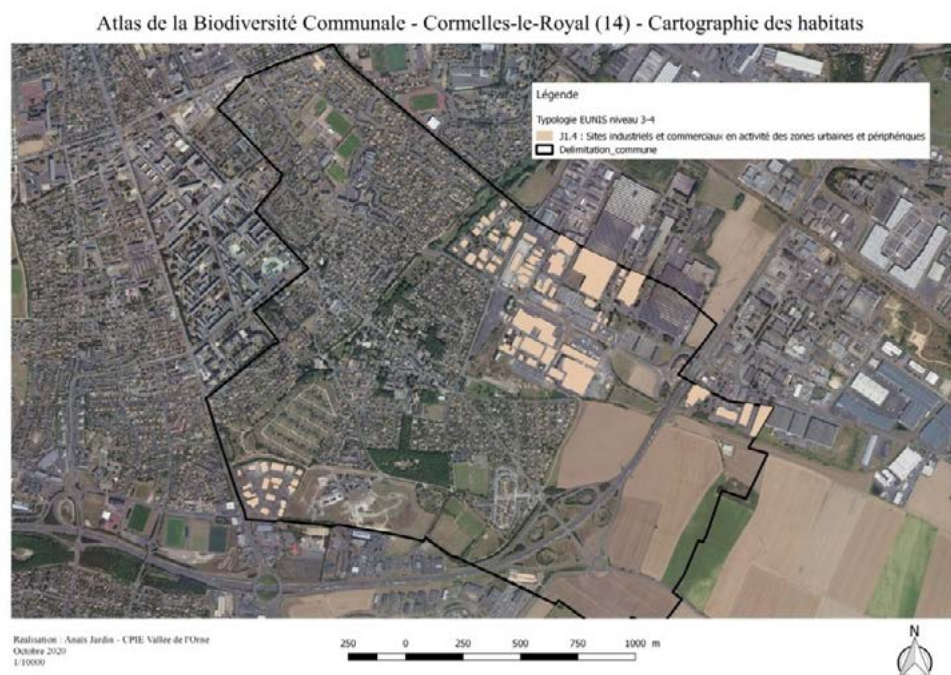 Atlas de la Biodiversité Communale - Cormelles-le-Royal (14) - Cartographie des habitats
Légende
Typologie EUNIS niveau 3-4
J1.4 : Sites industriels et commerciaux en activité des zones urbaines et périphériques
Delimitation_commune
Réalisation : Anaïs Jardin - CPIE Vallée de l'Orne
Octobre 2020
1/10000
250 0 250 500 750 1000 m
N